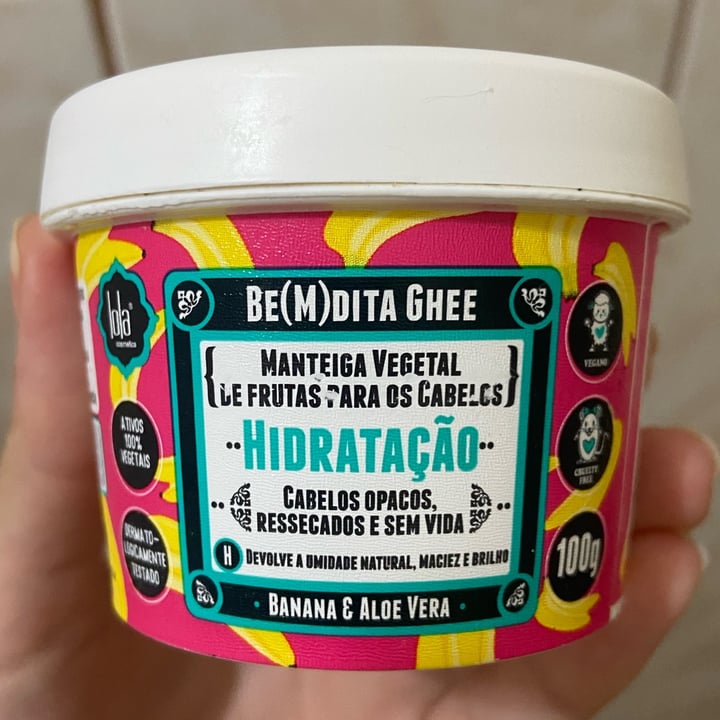 BE(M)DITA GHEE
lola®
cosmetics
MANTEIGA VEGETAL
DE FRUTAS PARA OS CABELOS
HIDRATAÇÃO
CABELOS OPACOS,
RESSECADOS E SEM VIDA
H DEVOLVE A UMIDADE NATURAL, MACIEZ E BRILHO
BANANA & ALOE VERA
ATIVOS
100%
VEGETAIS
DERMATO-
LOGICAMENTE
TESTADO
VEGANO
CRUELTY
FREE
100g